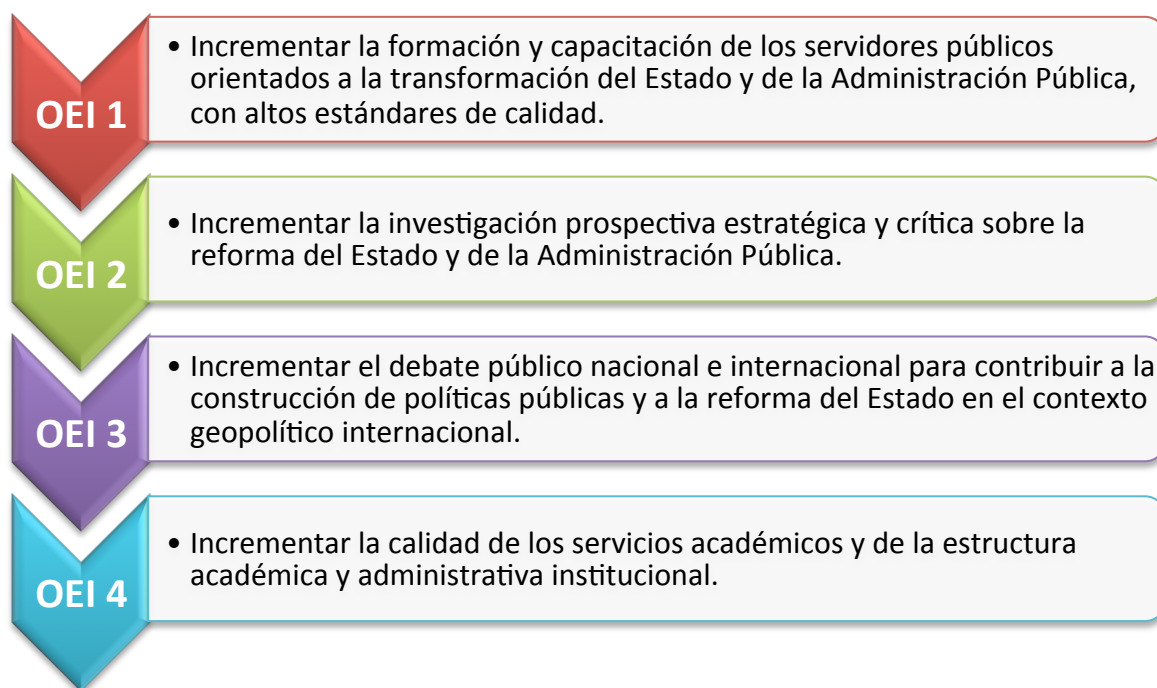 OEI 1
• Incrementar la formación y capacitación de los servidores públicos
orientados a la transformación del Estado y de la Administración Pública,
con altos estándares de calidad.
OEI 2
• Incrementar la investigación prospectiva estratégica y crítica sobre la
reforma del Estado y de la Administración Pública.
OEI 3
• Incrementar el debate público nacional e internacional para contribuir a la
construcción de políticas públicas y a la reforma del Estado en el contexto
geopolítico internacional.
OEI 4
• Incrementar la calidad de los servicios académicos y de la estructura
académica y administrativa institucional.